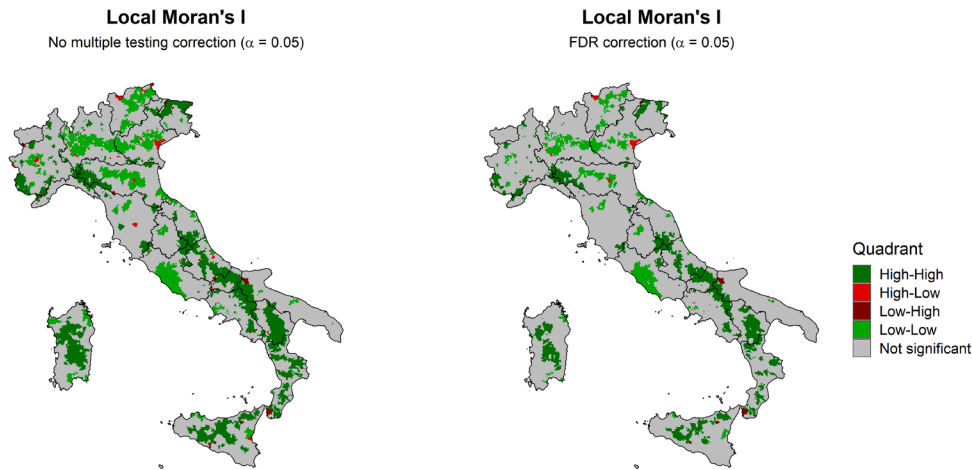 Local Moran's I
No multiple testing correction (α = 0.05)
Local Moran's I
FDR correction (α = 0.05)
Quadrant
High-High
High-Low
Low-High
Low-Low
Not significant